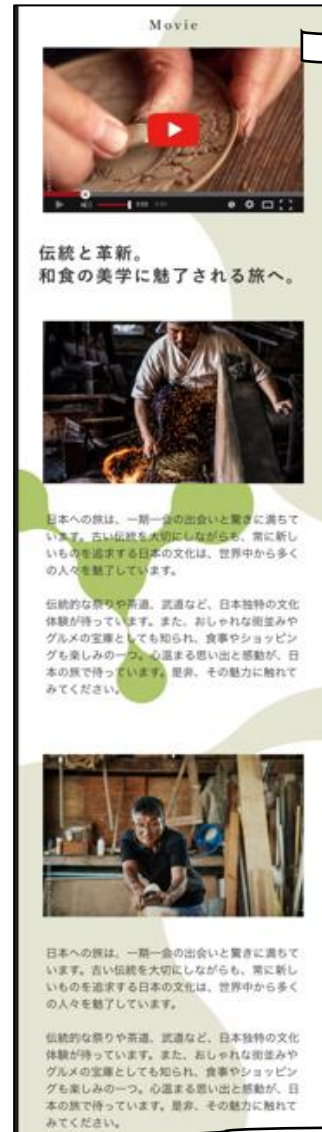 Movie
伝統と革新。
和食の美学に魅了される旅へ。
日本への旅は、一期一会の出会いと驚きに満ちて
います。古い伝統を大切にしながらも、常に新し
いものを追求する日本の文化は、世界中から多く
の人々を魅了しています。
伝統的な祭りや茶道、武道など、日本独特の文化
体験が待っています。また、おしゃれな街並みや
グルメの宝庫としても知られ、食事やショッピン
グも楽しみの一つ。心温まる思い出と感動が、日
本の旅で待っています。是非、その魅力に触れて
みてください。
日本への旅は、一期一会の出会いと驚きに満ちて
います。古い伝統を大切にしながらも、常に新し
いものを追求する日本の文化は、世界中から多く
の人々を魅了しています。
伝統的な祭りや茶道、武道など、日本独特の文化
体験が待っています。また、おしゃれな街並みや
グルメの宝庫としても知られ、食事やショッピン
グも楽しみの一つ。心温まる思い出と感動が、日
本の旅で待っています。是非、その魅力に触れて
みてください。